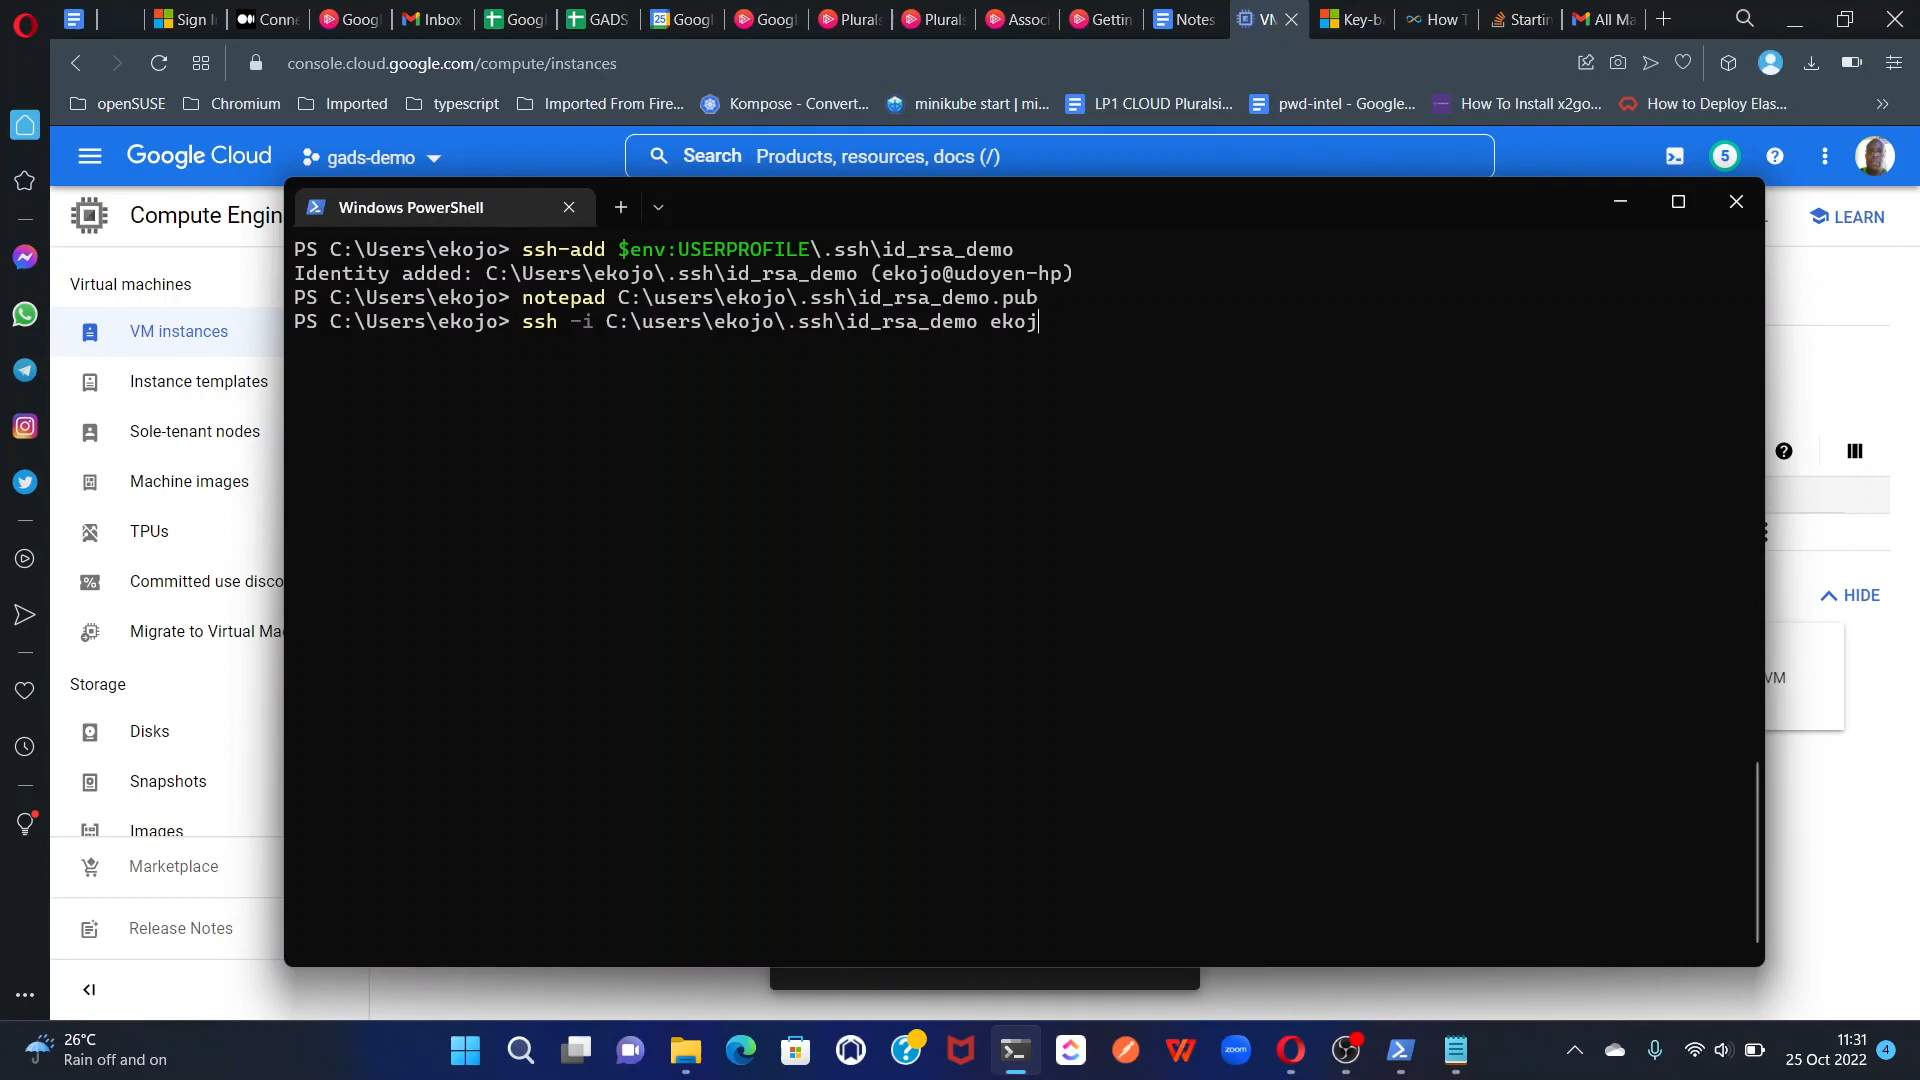 Sign I
Conne
Googl
Inbox
Googl
GADS
25
Googl
Googl
Plurals
Plurals
Assoc
Gettin
Notes
VM
Key-b
How T
Startin
All Ma
console.cloud.google.com/compute/instances
openSUSE
Chromium
Imported
typescript
Imported From Fire...
Kompose - Convert...
minikube start | mi...
LP1 CLOUD Pluralsi...
pwd-intel - Google...
How To Install x2go...
How to Deploy Elas...
Google Cloud
gads-demo
Search Products, resources, docs (/)
5
Compute Engin
LEARN
Windows PowerShell
PS C:\Users\ekojo> ssh-add $env:USERPROFILE\.ssh\id_rsa_demo
Identity added: C:\Users\ekojo\.ssh\id_rsa_demo (ekojo@udoyen-hp)
PS C:\Users\ekojo> notepad C:\users\ekojo\.ssh\id_rsa_demo.pub
PS C:\Users\ekojo> ssh -i C:\users\ekojo\.ssh\id_rsa_demo ekoj
Virtual machines
VM instances
Instance templates
Sole-tenant nodes
Machine images
TPUs
Committed use disco
Migrate to Virtual Ma
Storage
Disks
Snapshots
Images
Marketplace
Release Notes
HIDE
VM
26°C
Rain off and on
zoom
11:31
25 Oct 2022
4